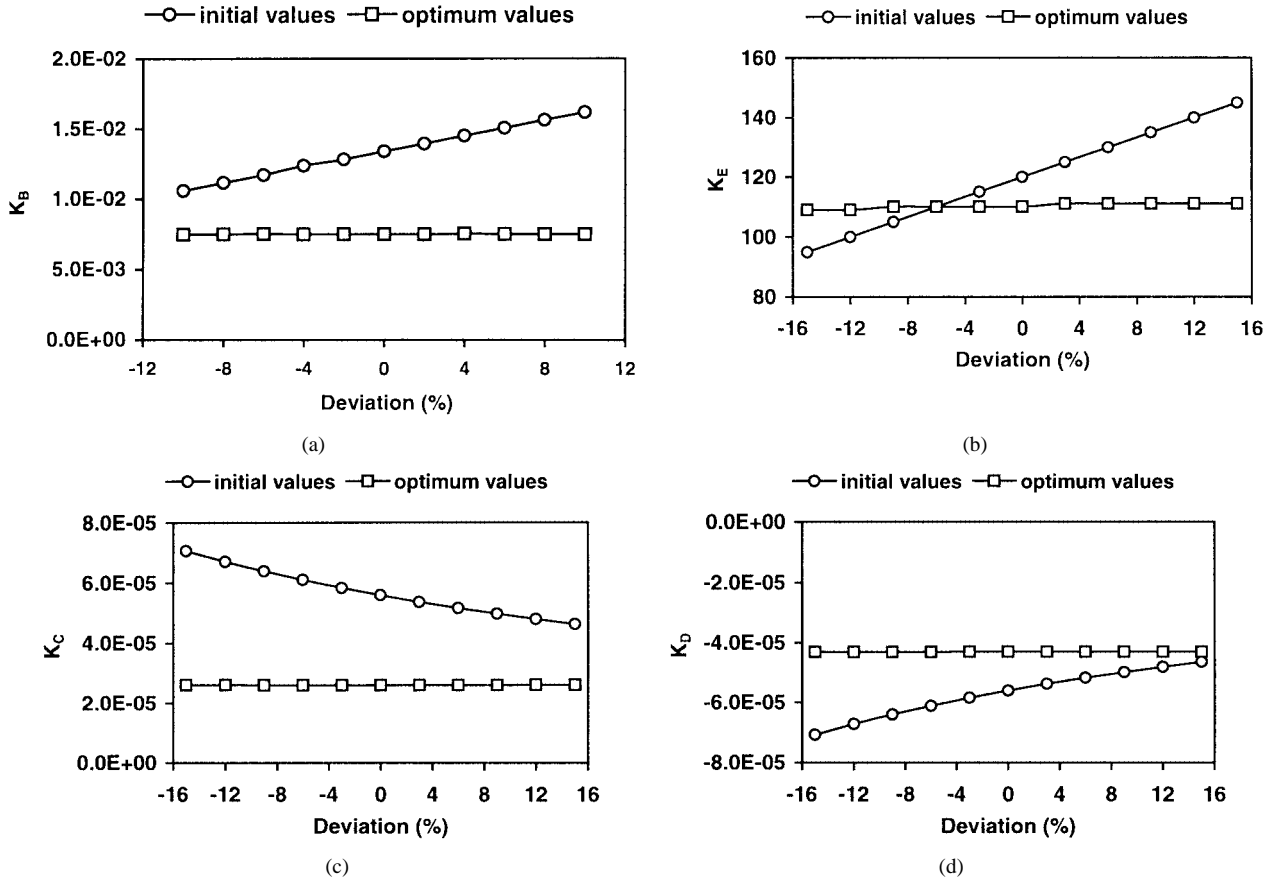 initial values optimum values
2.0E-02
1.5E-02
1.0E-02
5.0E-03
0.0E+00
K_B
-12 -8 -4 0 4 8 12
Deviation (%)
(a)
initial values optimum values
160
140
120
100
80
K_E
-16 -12 -8 -4 0 4 8 12 16
Deviation (%)
(b)
initial values optimum values
8.0E-05
6.0E-05
4.0E-05
2.0E-05
0.0E+00
K_C
-16 -12 -8 -4 0 4 8 12 16
Deviation (%)
(c)
initial values optimum values
0.0E+00
-2.0E-05
-4.0E-05
-6.0E-05
-8.0E-05
K_D
-16 -12 -8 -4 0 4 8 12 16
Deviation (%)
(d)